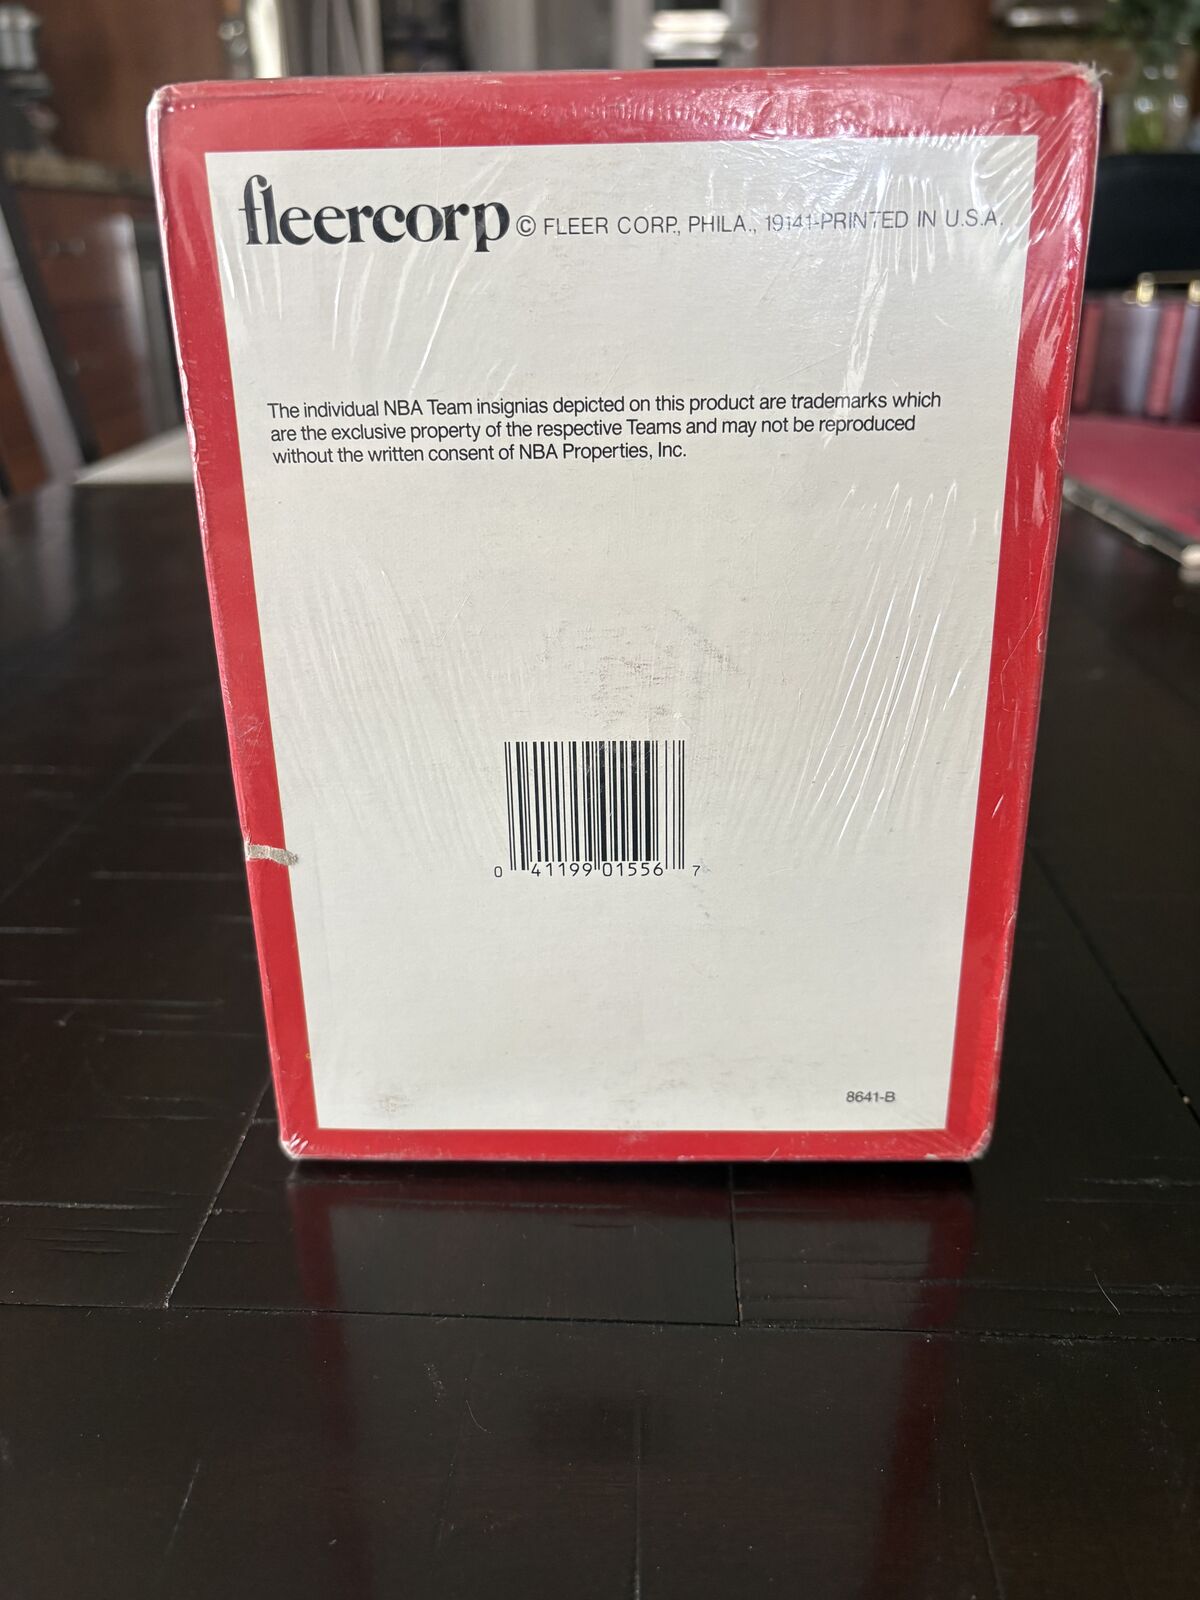 fleercorp © FLEER CORP., PHILA., 19141-PRINTED IN U.S.A.
The individual NBA Team insignias depicted on this product are trademarks which
are the exclusive property of the respective Teams and may not be reproduced
without the written consent of NBA Properties, Inc.
0 41199 01556 7
8641-B